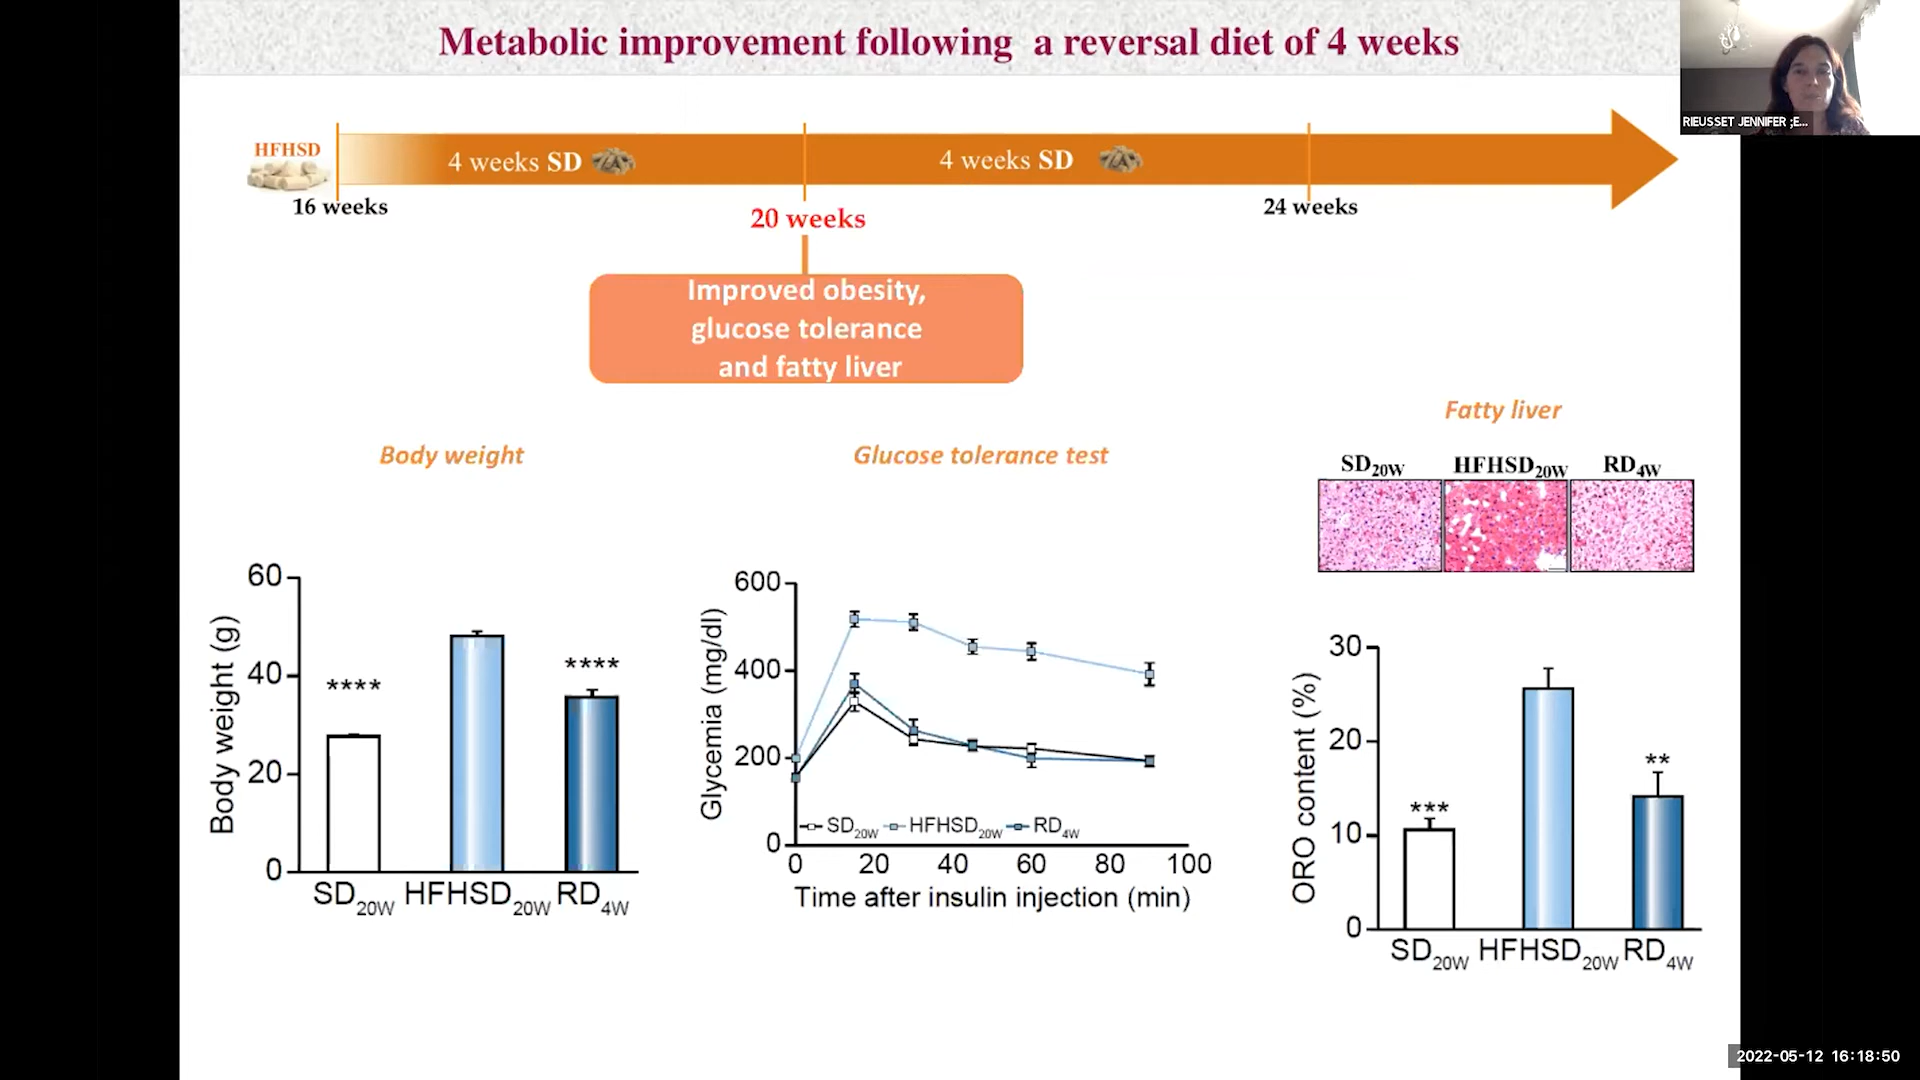 Metabolic improvement following a reversal diet of 4 weeks
RIEUSSET JENNIFER ;E...
HFHSD
4 weeks SD
4 weeks SD
16 weeks
20 weeks
24 weeks
Improved obesity,
glucose tolerance
and fatty liver
Body weight
60
40
20
0
Body weight (g)
****
****
SD20W HFHSD20W RD4W
Glucose tolerance test
600
400
200
0
Glycemia (mg/dl)
SD20W HFHSD20W RD4W
0 20 40 60 80 100
Time after insulin injection (min)
Fatty liver
SD20W HFHSD20W RD4W
30
20
10
0
ORO content (%)
***
**
SD20W HFHSD20W RD4W
2022-05-12 16:18:50